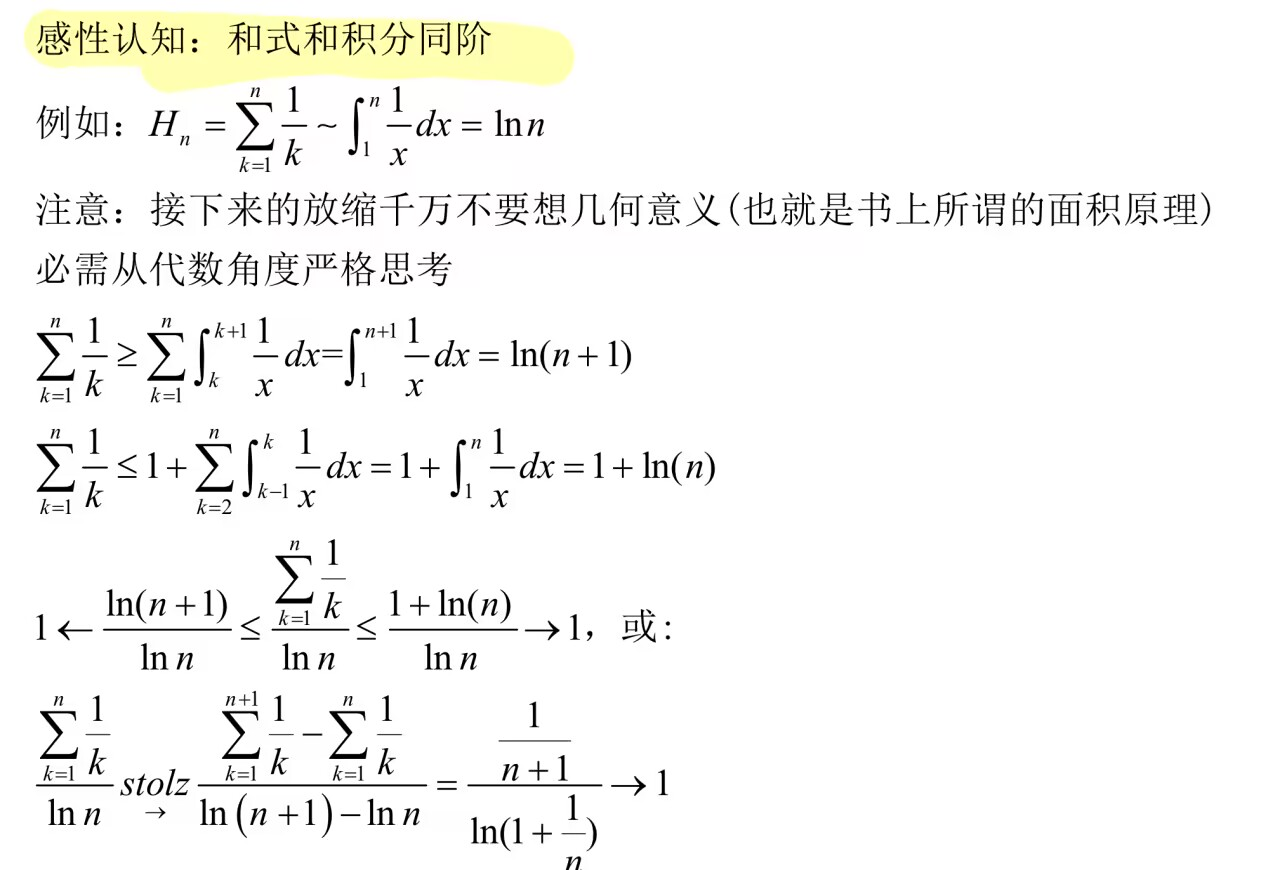 感性认知：和式和积分同阶
例如：$H_n = \sum_{k=1}^{n} \frac{1}{k} \sim \int_{1}^{n} \frac{1}{x} dx = \ln n$
注意：接下来的放缩千万不要想几何意义(也就是书上所谓的面积原理)
必需从代数角度严格思考
$\sum_{k=1}^{n} \frac{1}{k} \geq \sum_{k=1}^{n} \int_{k}^{k+1} \frac{1}{x} dx = \int_{1}^{n+1} \frac{1}{x} dx = \ln(n+1)$
$\sum_{k=1}^{n} \frac{1}{k} \leq 1 + \sum_{k=2}^{n} \int_{k-1}^{k} \frac{1}{x} dx = 1 + \int_{1}^{n} \frac{1}{x} dx = 1 + \ln(n)$
$1 \leftarrow \frac{\ln(n+1)}{\ln n} \leq \frac{\sum_{k=1}^{n} \frac{1}{k}}{\ln n} \leq \frac{1+\ln(n)}{\ln n} \rightarrow 1$，或：
$\frac{\sum_{k=1}^{n} \frac{1}{k}}{\ln n} \underset{\rightarrow}{stolz} \frac{\sum_{k=1}^{n+1} \frac{1}{k} - \sum_{k=1}^{n} \frac{1}{k}}{\ln(n+1) - \ln n} = \frac{\frac{1}{n+1}}{\ln(1+\frac{1}{n})} \rightarrow 1$